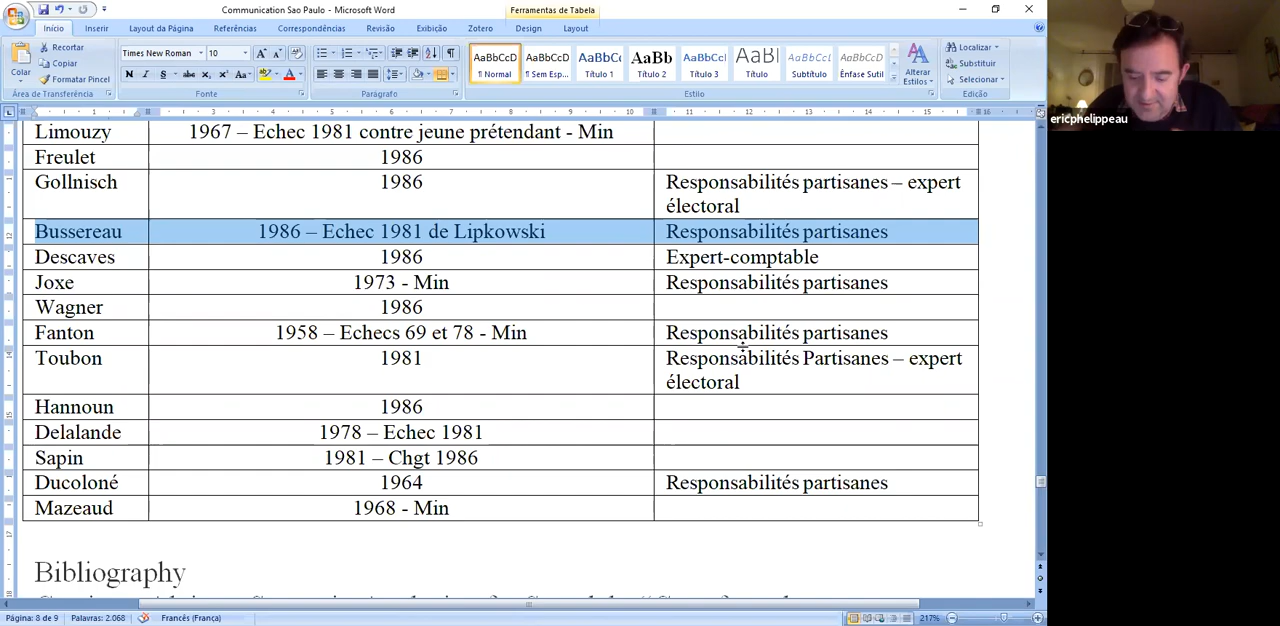 Communication Sao Paulo - Microsoft Word
Ferramentas de Tabela
Início Inserir Layout da Página Referências Correspondências Revisão Exibição Zotero Design Layout
Colar
Recortar
Copiar
Formatar Pincel
Área de Transferência
Times New Roman 10
Fonte
Parágrafo
AaBbCcD AaBbCcD AaBbCc AaBb AaBbCcl AaBl AaBbCcl AaBbCcD
¶ Normal ¶ Sem Esp... Título 1 Título 2 Título 3 Título Subtítulo Ênfase Sutil
Alterar
Estilos
Estilo
Localizar
Substituir
Selecionar
Edição
ericphelippeau
Limouzy 1967 – Echec 1981 contre jeune prétendant - Min
Freulet 1986
Gollnisch 1986 Responsabilités partisanes – expert
électoral
Bussereau 1986 – Echec 1981 de Lipkowski Responsabilités partisanes
Descaves 1986 Expert-comptable
Joxe 1973 - Min Responsabilités partisanes
Wagner 1986
Fanton 1958 – Echecs 69 et 78 - Min Responsabilités partisanes
Toubon 1981 Responsabilités Partisanes – expert
électoral
Hannoun 1986
Delalande 1978 – Echec 1981
Sapin 1981 – Chgt 1986
Ducoloné 1964 Responsabilités partisanes
Mazeaud 1968 - Min
Bibliography
Página: 8 de 9 Palavras: 2.068 Francês (França) 217%